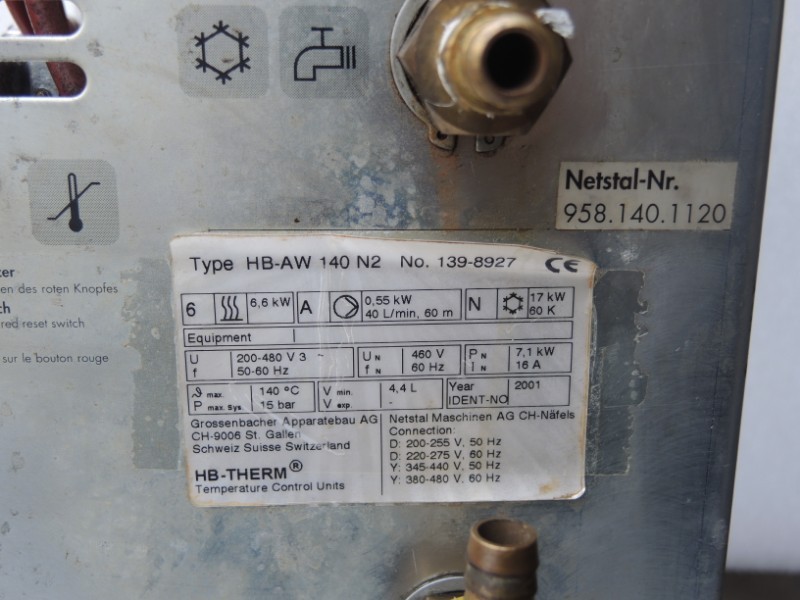 Netstal-Nr.
958.140.1120
Type HB-AW 140 N2 No. 139-8927 CE
6 6,6 kW A 0,55 kW N 17 kW
40 L/min, 60 m 60 K
Equipment
U 200-480 V 3 ~ U N 460 V P N 7,1 kW
f 50-60 Hz f N 60 Hz I N 16 A
ϑ max. 140 °C V min. 4,4 L Year 2001
P max. Sys. 15 bar V exp. - IDENT-NO
Grossenbacher Apparatebau AG
CH-9006 St. Gallen
Schweiz Suisse Switzerland
HB-THERM®
Temperature Control Units
Netstal Maschinen AG CH-Näfels
Connection:
D: 200-255 V, 50 Hz
D: 220-275 V, 60 Hz
Y: 345-440 V, 50 Hz
Y: 380-480 V, 60 Hz
en des roten Knopfes
red reset switch
sur le bouton rouge